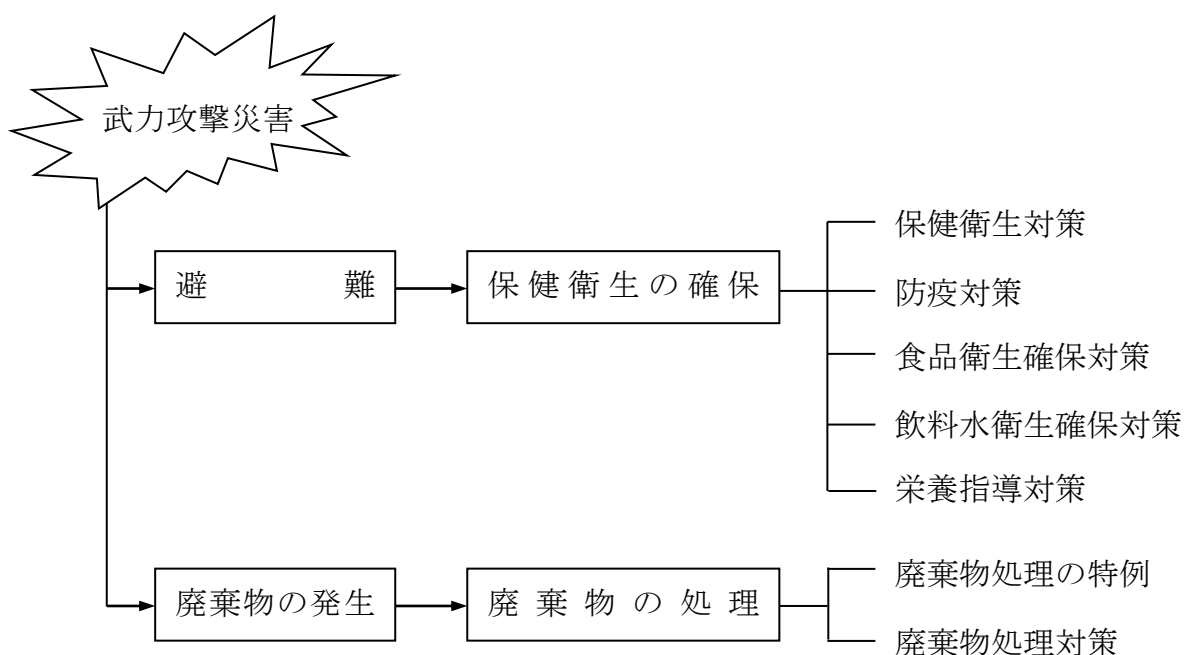 武力攻撃災害
避難
保健衛生の確保
保健衛生対策
防疫対策
食品衛生確保対策
飲料水衛生確保対策
栄養指導対策
廃棄物の発生
廃棄物の処理
廃棄物処理の特例
廃棄物処理対策